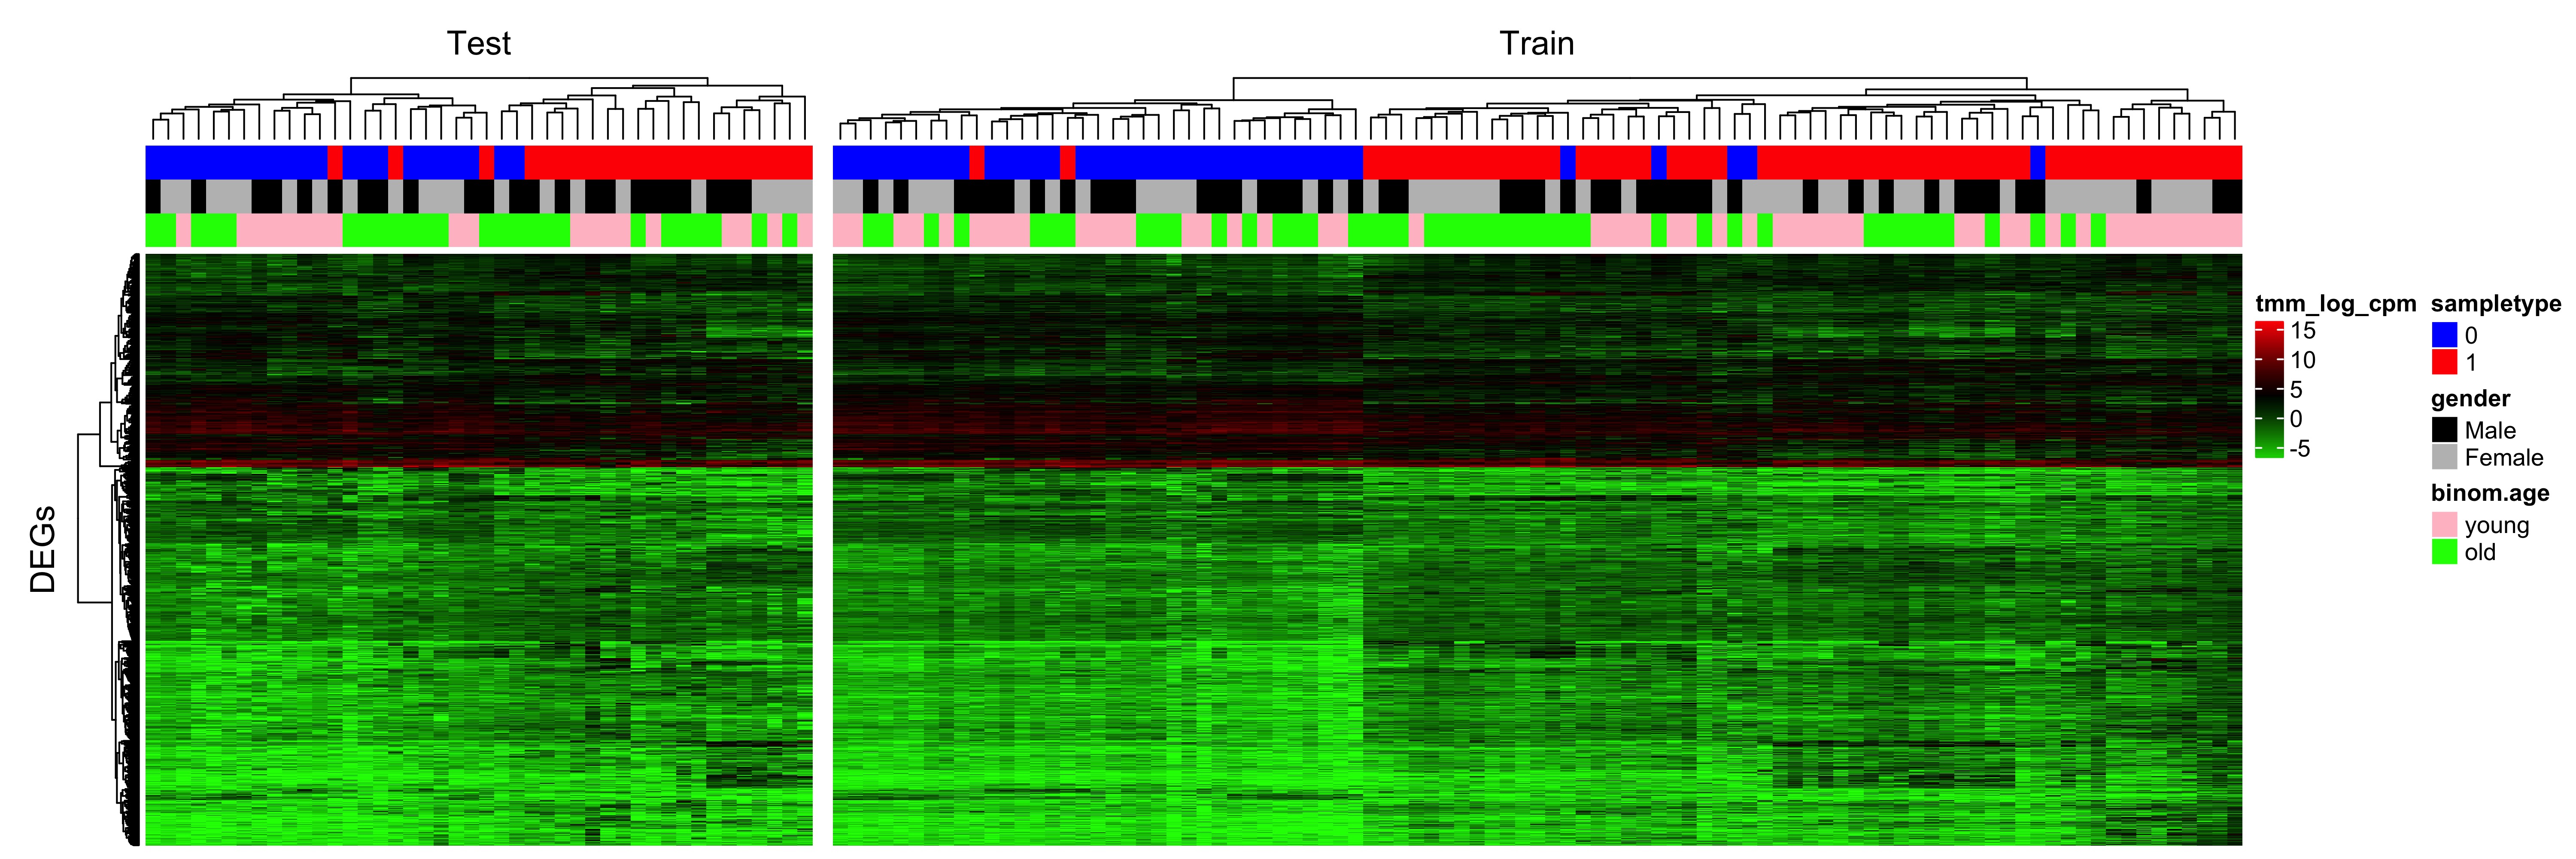 Test
Train
DEGs
tmm_log_cpm
15
10
5
0
-5
sampletype
0
1
gender
Male
Female
binom.age
young
old